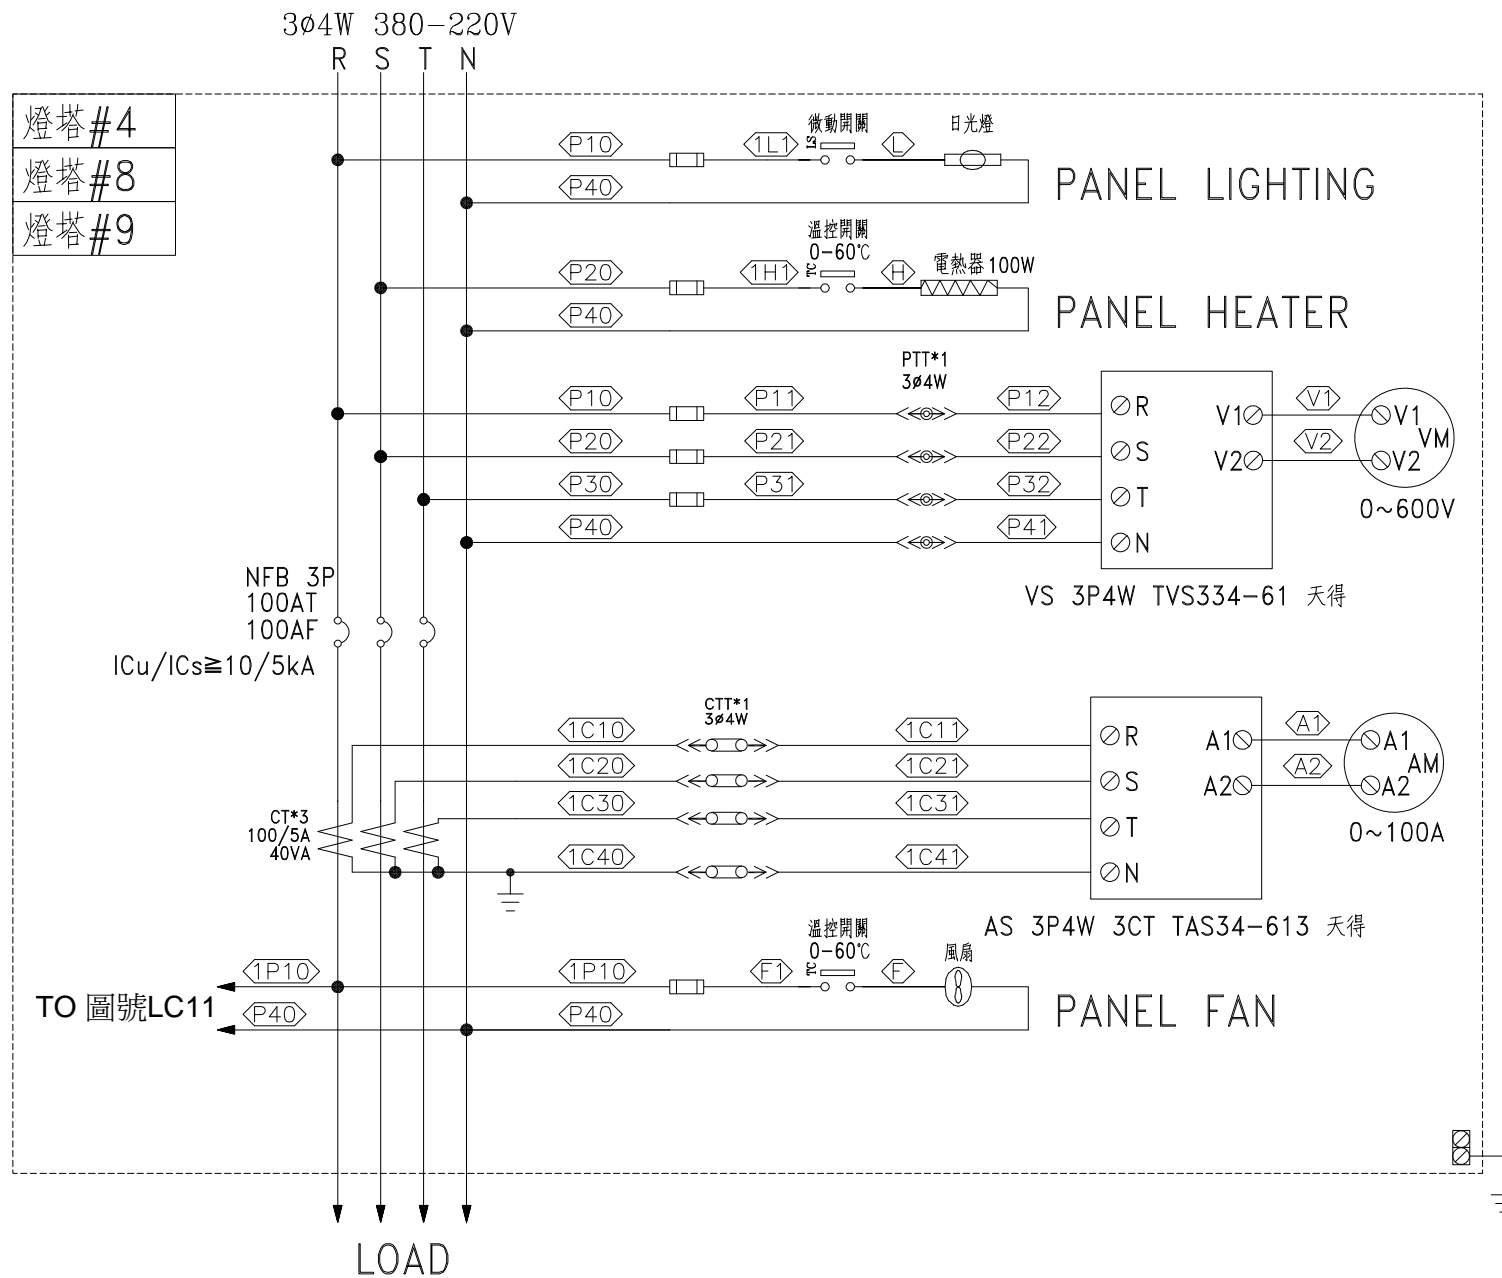 3ø4W 380-220V
R S T N
燈塔#4
燈塔#8
燈塔#9
P10
1L1
LS
微動開關
L
日光燈
P40
PANEL LIGHTING
溫控開關
0-60℃
P20
1H1
TC
H
電熱器100W
P40
PANEL HEATER
PTT*1
3ø4W
P10 P11 P12 R
P20 P21 P22 S
P30 P31 P32 T
P40 P41 N
V1 V1 V1
V2 V2 V2
VM
0~600V
VS 3P4W TVS334-61 天得
NFB 3P
100AT
100AF
ICu/ICs≧10/5kA
CTT*1
3ø4W
1C10 1C11 R
1C20 1C21 S
1C30 1C31 T
1C40 1C41 N
A1 A1 A1
A2 A2 A2
AM
0~100A
CT*3
100/5A
40VA
AS 3P4W 3CT TAS34-613 天得
溫控開關
0-60℃
風扇
1P10 1P10 F1 TC F
TO 圖號LC11
P40 P40
PANEL FAN
LOAD